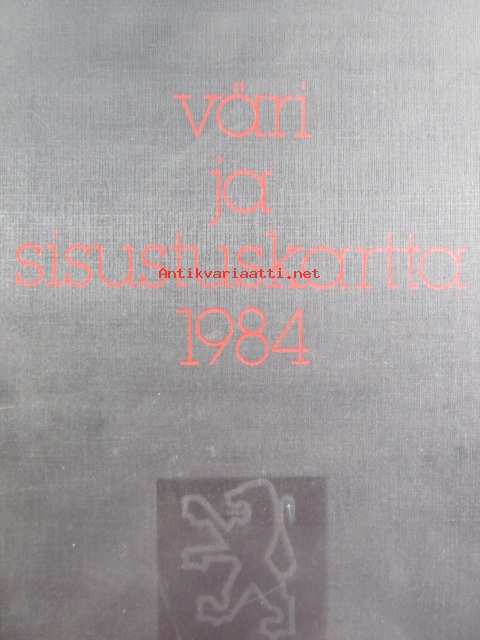 väri
ja
sisustuskartta
Antikvariaatti.net
1984